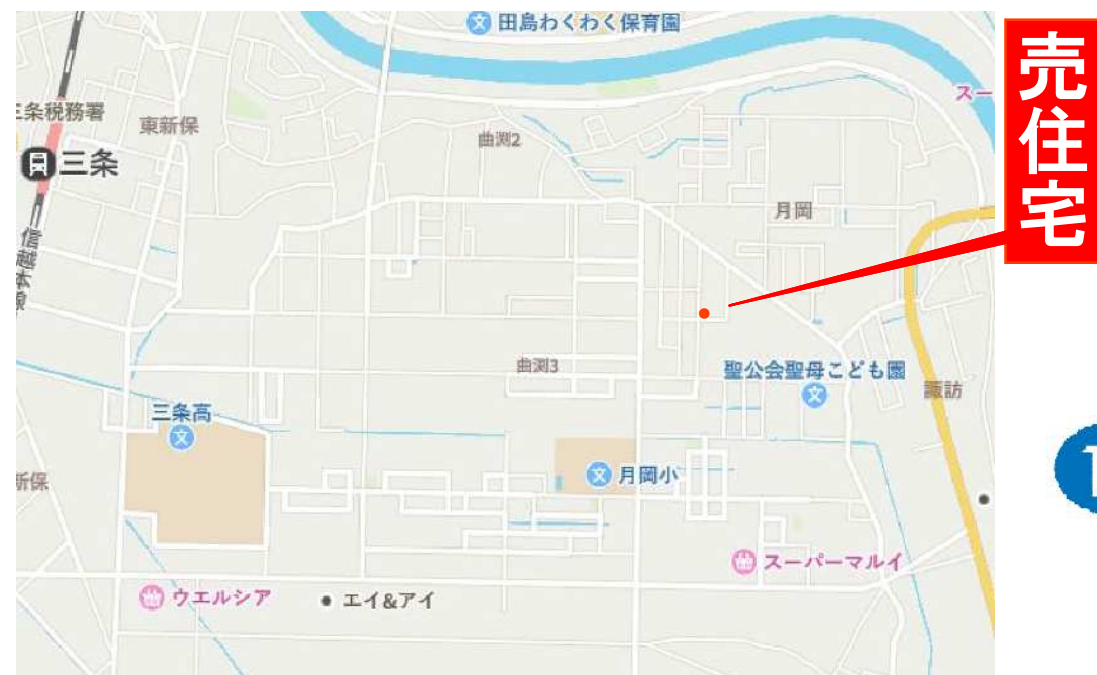 田島わくわく保育園
売住宅
スー
三条税務署
東新保
曲渕2
三条
月岡
信越本線
曲渕3
聖公会聖母こども園
諏訪
三条高
新保
月岡小
スーパーマルイ
ウエルシア
エイ&アイ